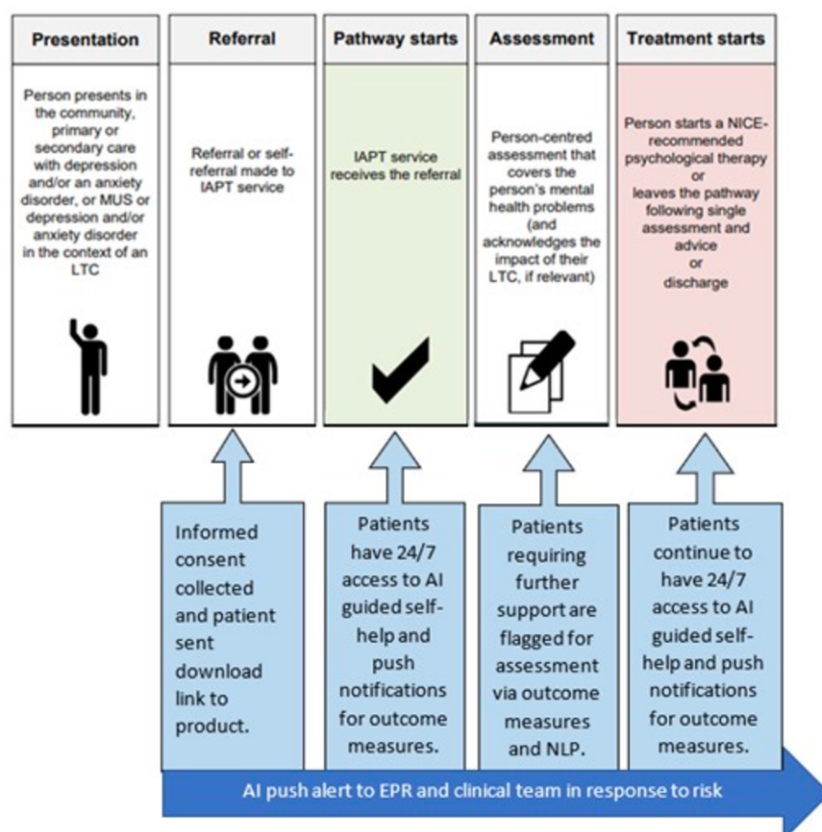 Presentation
Referral
Pathway starts
Assessment
Treatment starts
Person presents in
the community,
primary or
secondary care
with depression
and/or an anxiety
disorder, or MUS or
depression and/or
anxiety disorder
in the context of an
LTC
Referral or self-
referral made to
IAPT service
IAPT service
receives the referral
Person-centred
assessment that
covers the
person's mental
health problems
(and
acknowledges the
impact of their
LTC, if relevant)
Person starts a NICE-
recommended
psychological therapy
or
leaves the pathway
following single
assessment and
advice
or
discharge
Informed
consent
collected
and patient
sent
download
link to
product.
Patients
have 24/7
access to AI
guided self-
help and
push
notifications
for outcome
measures.
Patients
requiring
further
support are
flagged for
assessment
via outcome
measures
and NLP.
Patients
continue to
have 24/7
access to AI
guided self-
help and push
notifications
for outcome
measures.
AI push alert to EPR and clinical team in response to risk